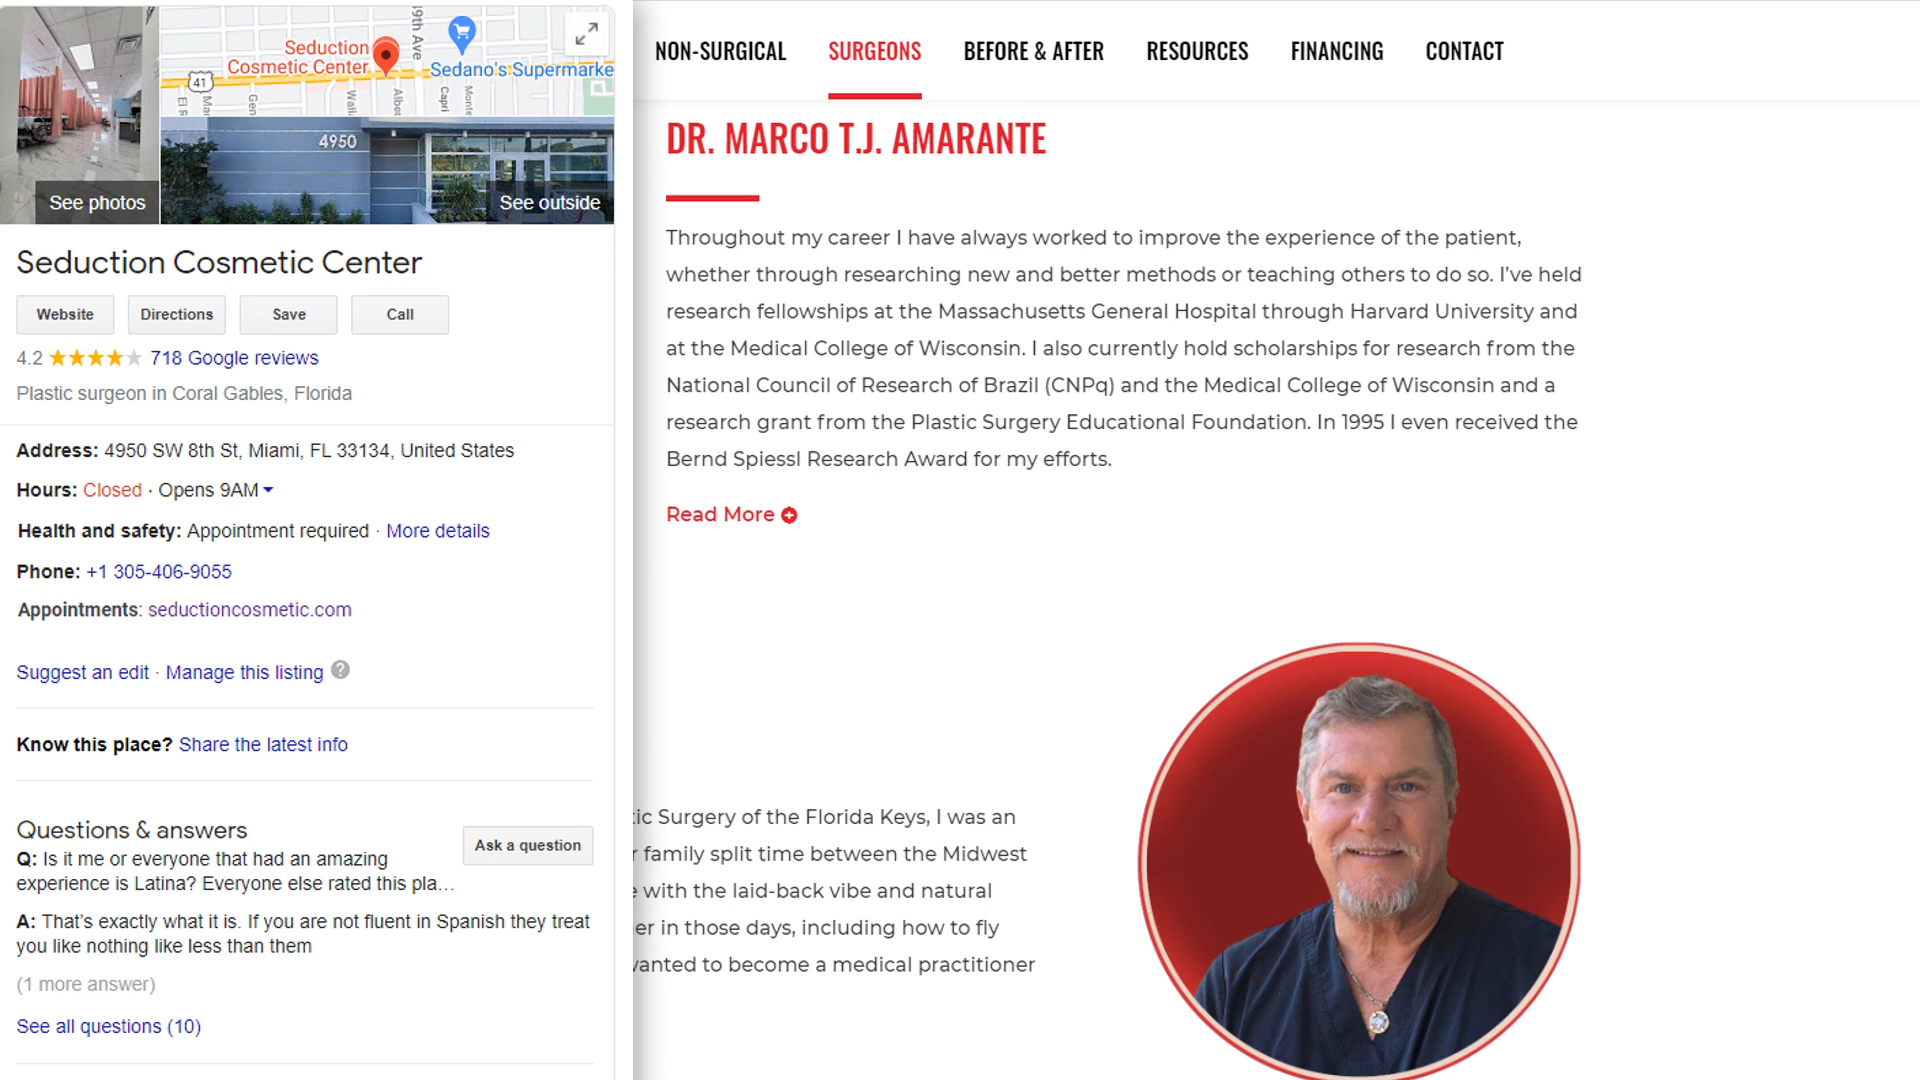 Seduction
Cosmetic Center
Sedano's Supermarke
49th Ave
41
El R
Ma
Gen
Wall
Alber
Capri
Monte
4950
See photos
See outside
Seduction Cosmetic Center
Website
Directions
Save
Call
4.2 718 Google reviews
Plastic surgeon in Coral Gables, Florida
Address: 4950 SW 8th St, Miami, FL 33134, United States
Hours: Closed · Opens 9AM
Health and safety: Appointment required · More details
Phone: +1 305-406-9055
Appointments: seductioncosmetic.com
Suggest an edit · Manage this listing ?
Know this place? Share the latest info
Questions & answers
Ask a question
Q: Is it me or everyone that had an amazing
experience is Latina? Everyone else rated this pla...
A: That's exactly what it is. If you are not fluent in Spanish they treat
you like nothing like less than them
(1 more answer)
See all questions (10)
NON-SURGICAL SURGEONS BEFORE & AFTER RESOURCES FINANCING CONTACT
DR. MARCO T.J. AMARANTE
Throughout my career I have always worked to improve the experience of the patient,
whether through researching new and better methods or teaching others to do so. I've held
research fellowships at the Massachusetts General Hospital through Harvard University and
at the Medical College of Wisconsin. I also currently hold scholarships for research from the
National Council of Research of Brazil (CNPq) and the Medical College of Wisconsin and a
research grant from the Plastic Surgery Educational Foundation. In 1995 I even received the
Bernd Spiessl Research Award for my efforts.
Read More
tic Surgery of the Florida Keys, I was an
r family split time between the Midwest
e with the laid-back vibe and natural
er in those days, including how to fly
wanted to become a medical practitioner